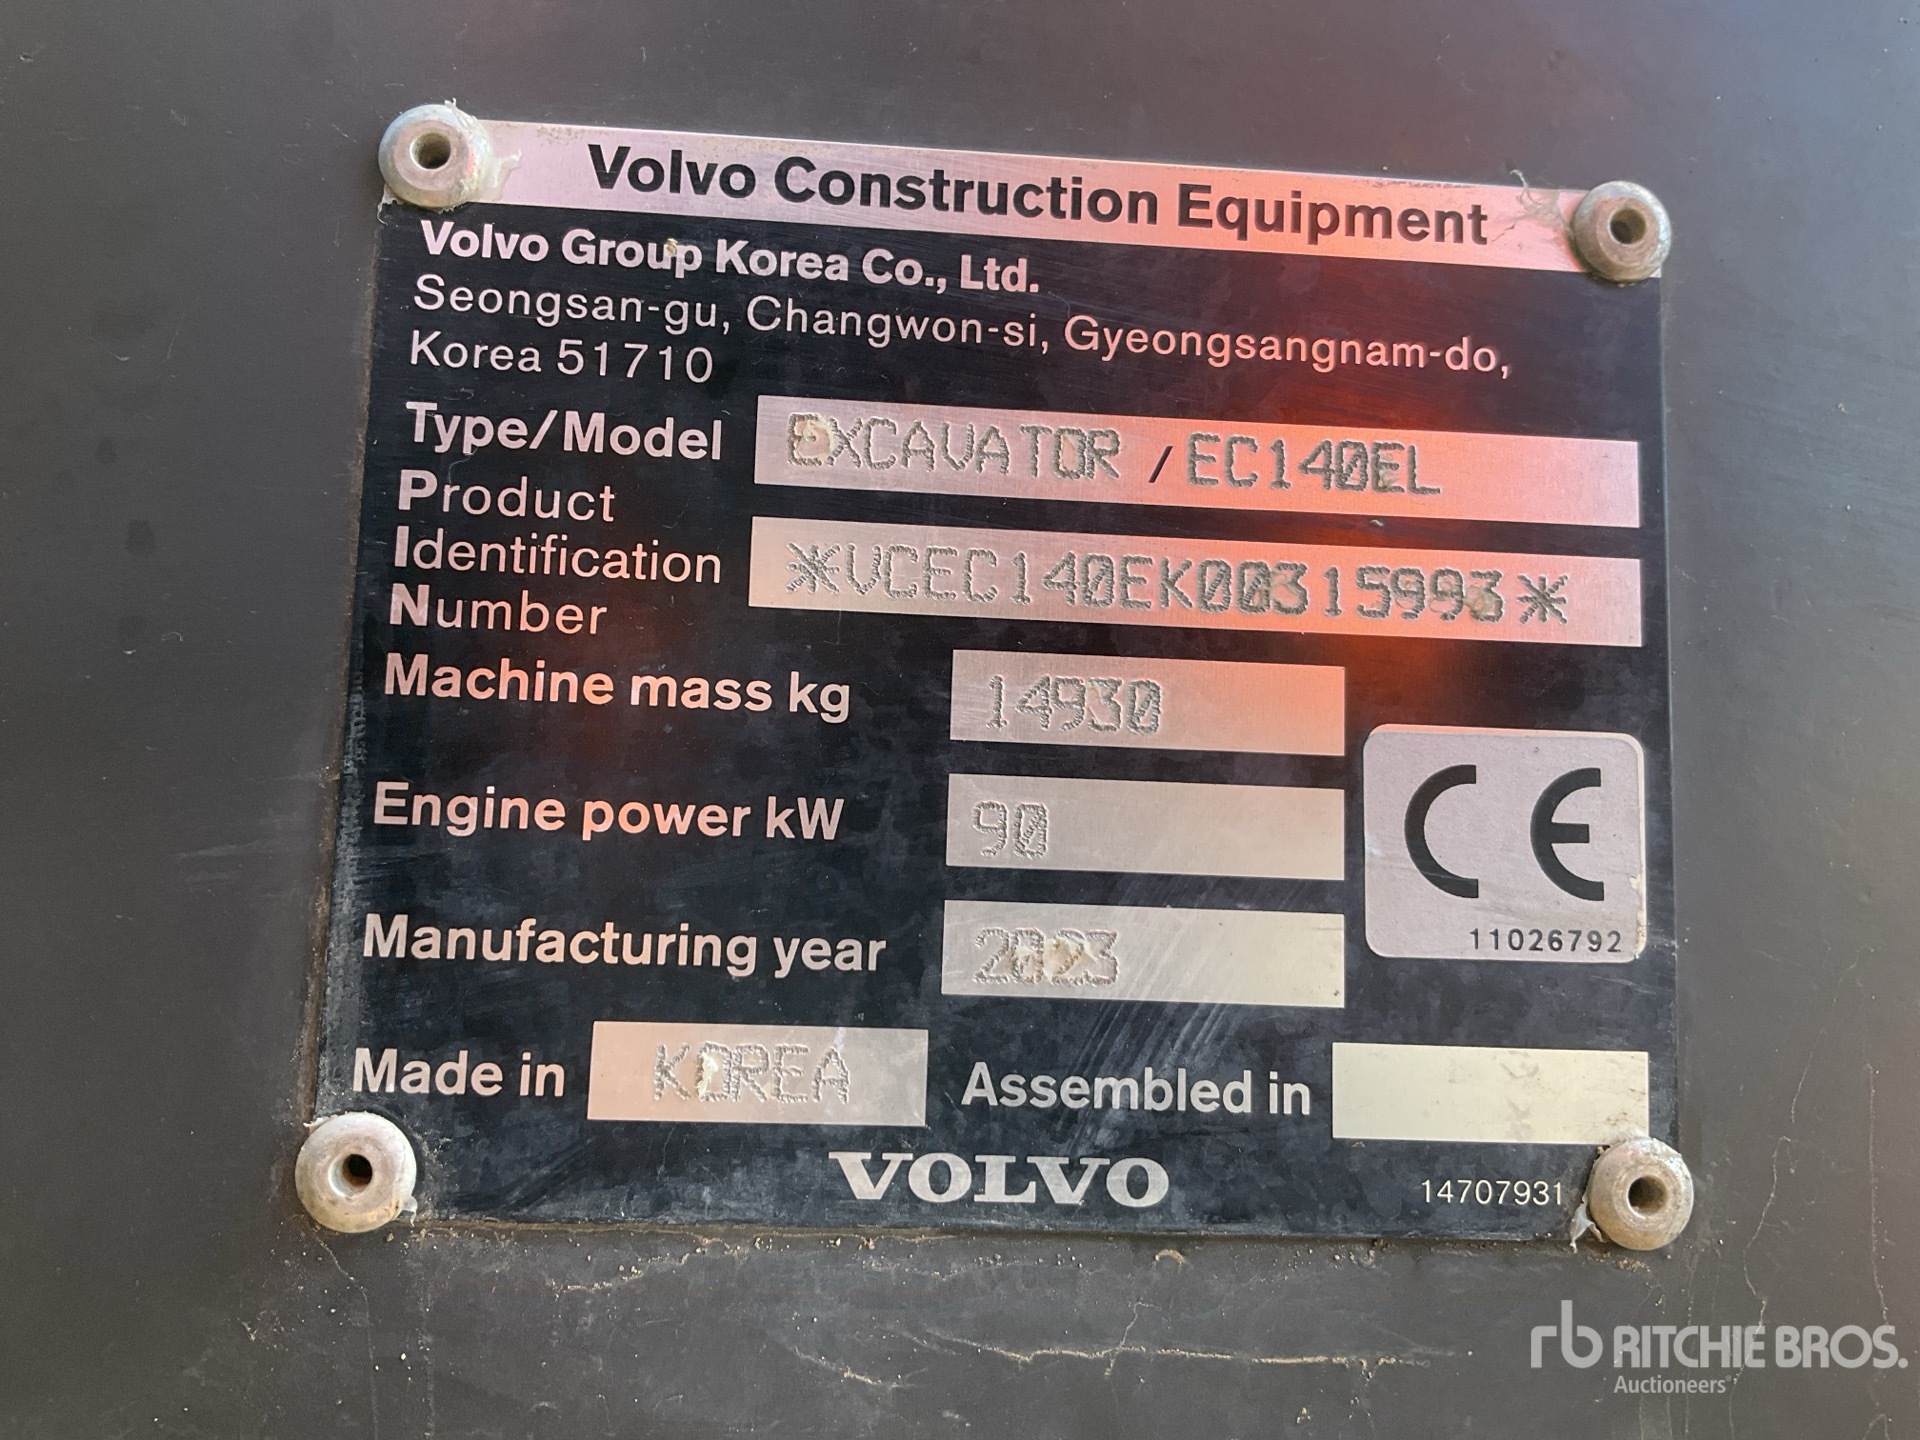 Volvo Construction Equipment
Volvo Group Korea Co., Ltd.
Seongsan-gu, Changwon-si, Gyeongsangnam-do,
Korea 51710
Type/Model EXCAVATOR / EC140EL
Product
Identification *VCEC140EK00315993*
Number
Machine mass kg 14930
Engine power kW 90
CE
11026792
Manufacturing year 2023
Made in KOREA Assembled in
VOLVO
14707931
rb RITCHIE BROS.
Auctioneers